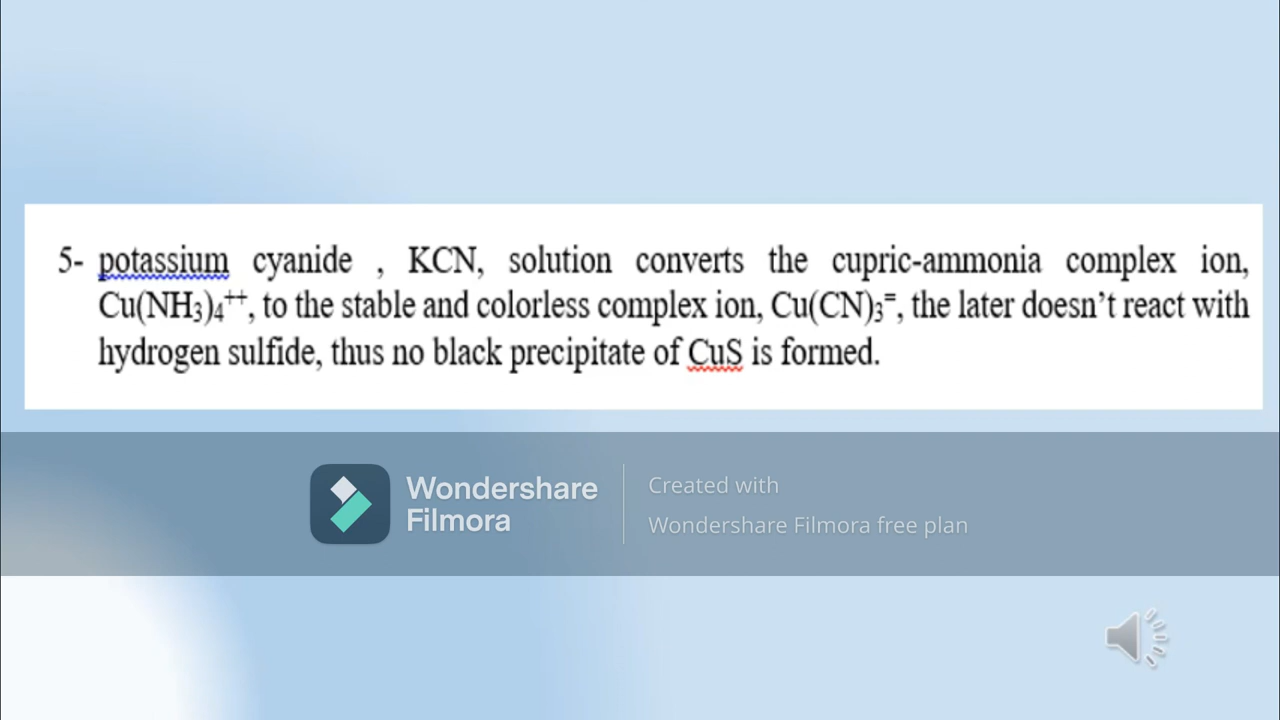 5- potassium cyanide , KCN, solution converts the cupric-ammonia complex ion,
Cu(NH₃)₄⁺⁺, to the stable and colorless complex ion, Cu(CN)₃⁼, the later doesn’t react with
hydrogen sulfide, thus no black precipitate of CuS is formed.
Wondershare
Filmora
Created with
Wondershare Filmora free plan